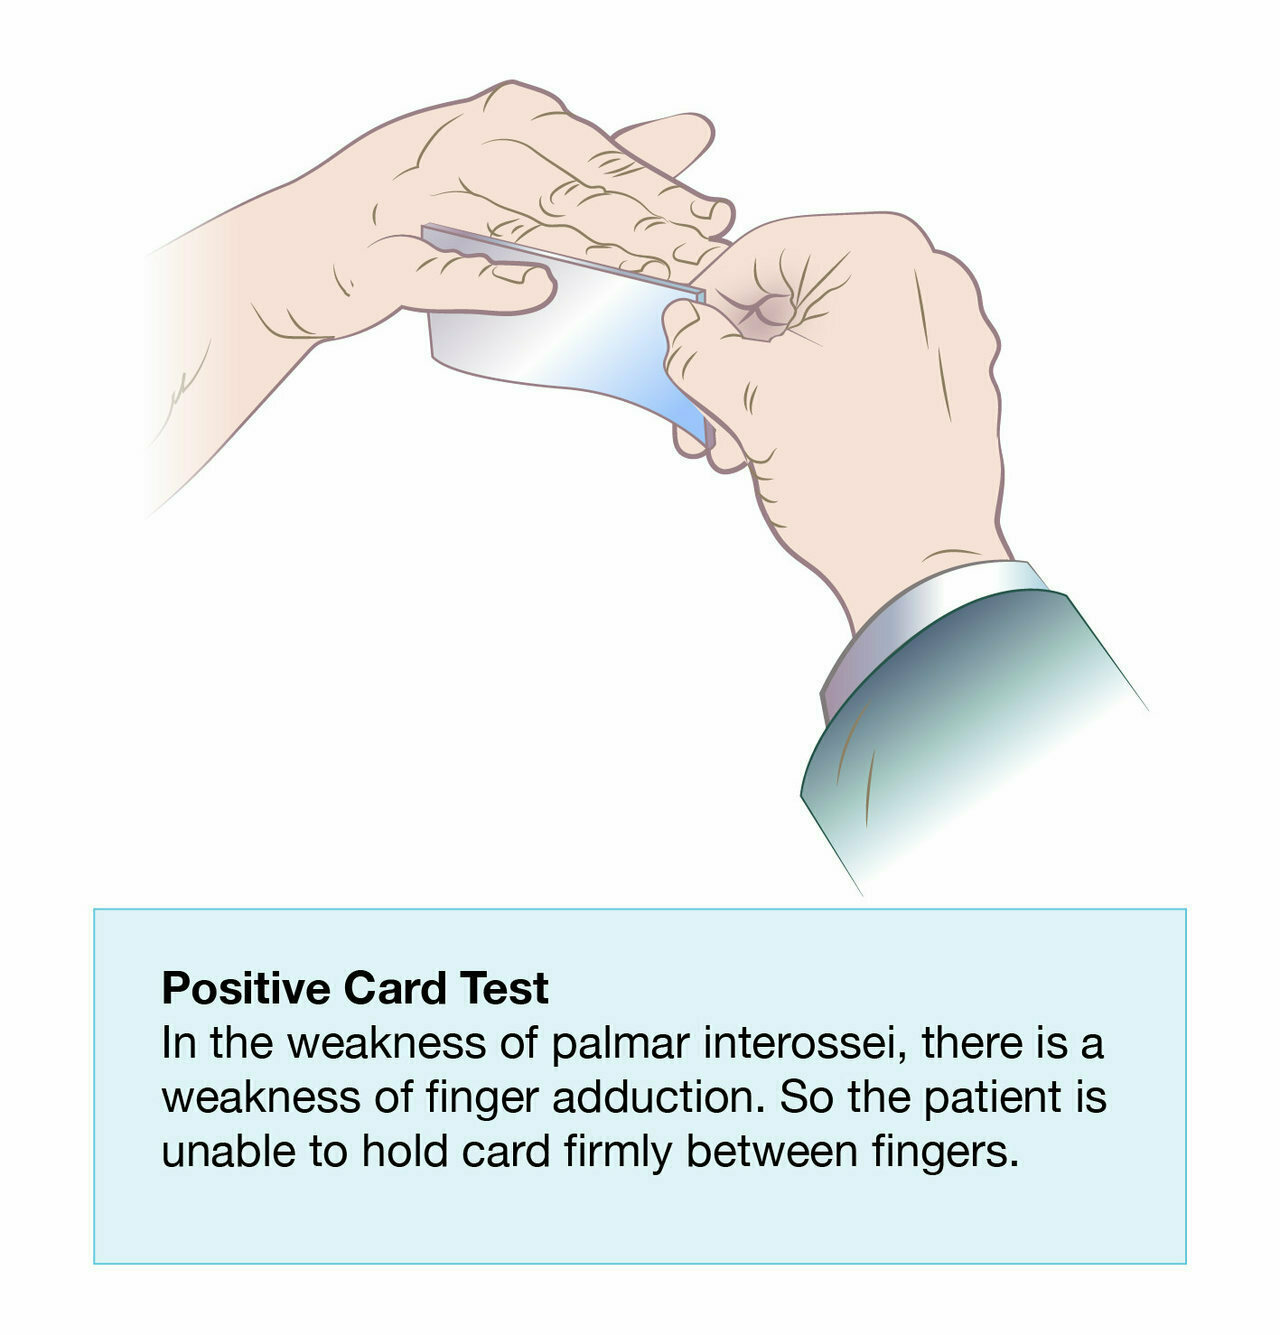 Positive Card Test
In the weakness of palmar interossei, there is a
weakness of finger adduction. So the patient is
unable to hold card firmly between fingers.